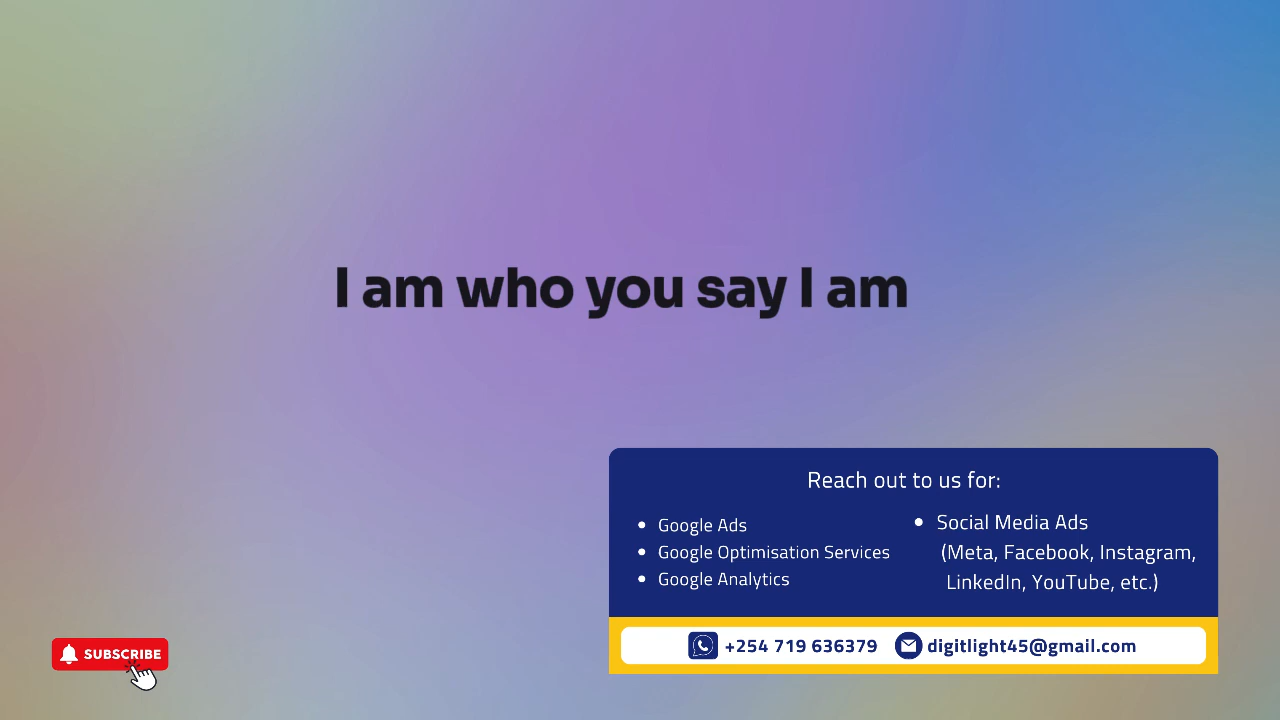 I am who you say I am
Reach out to us for:
• Google Ads
• Google Optimisation Services
• Google Analytics
• Social Media Ads
(Meta, Facebook, Instagram,
LinkedIn, YouTube, etc.)
+254 719 636379 digitlight45@gmail.com
SUBSCRIBE